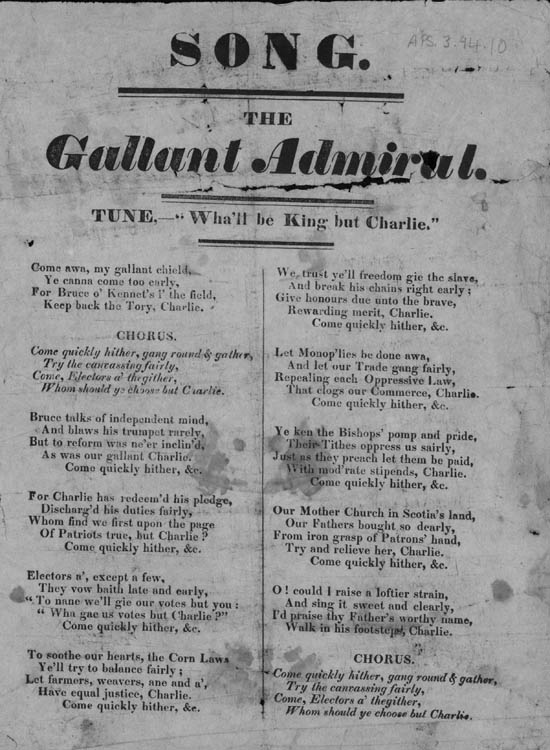 SONG.
APS.3.94.10
THE
Gallant Admiral.
TUNE,—“Wha'll be King but Charlie.”
Come awa, my gallant chield,
Ye canna come too early,
For Bruce o' Kennet's i' the field,
Keep back the Tory, Charlie.
CHORUS.
Come quickly hither, gang round & gather,
Try the canvassing fairly,
Come, Electors a' thegither,
Whom should ye choose but Charlie.
Bruce talks of independent mind,
And blaws his trumpet rarely,
But to reform was ne'er inclin'd,
As was our gallant Charlie.
Come quickly hither, &c.
For Charlie has redeem'd his pledge,
Discharg'd his duties fairly,
Whom find we first upon the page
Of Patriots true, but Charlie?
Come quickly hither, &c.
Electors a', except a few,
They vow baith late and early,
“To nane we'll gie our votes but you:
“Wha gae us votes but Charlie?”
Come quickly hither, &c.
To soothe our hearts, the Corn Laws
Ye'll try to balance fairly;
Let farmers, weavers, ane and a',
Have equal justice, Charlie.
Come quickly hither, &c.
We trust ye'll freedom gie the slave,
And break his chains right early;
Give honours due unto the brave,
Rewarding merit, Charlie.
Come quickly hither, &c.
Let Monop'lies be done awa,
And let our Trade gang fairly,
Repealing each Oppressive Law,
That clogs our Commerce, Charlie.
Come quickly hither, &c.
Ye ken the Bishops' pomp and pride,
Their Tithes oppress us sairly,
Just as they preach let them be paid,
With mod'rate stipends, Charlie.
Come quickly hither, &c.
Our Mother Church in Scotia's land,
Our Fathers bought so dearly,
From iron grasp of Patrons' hand,
Try and relieve her, Charlie.
Come quickly hither, &c.
O! could I raise a loftier strain,
And sing it sweet and clearly,
I'd praise thy Father's worthy name,
Walk in his footsteps, Charlie.
CHORUS.
Come quickly hither, gang round & gather,
Try the canvassing fairly,
Come, Electors a' thegither,
Whom should ye choose but Charlie.